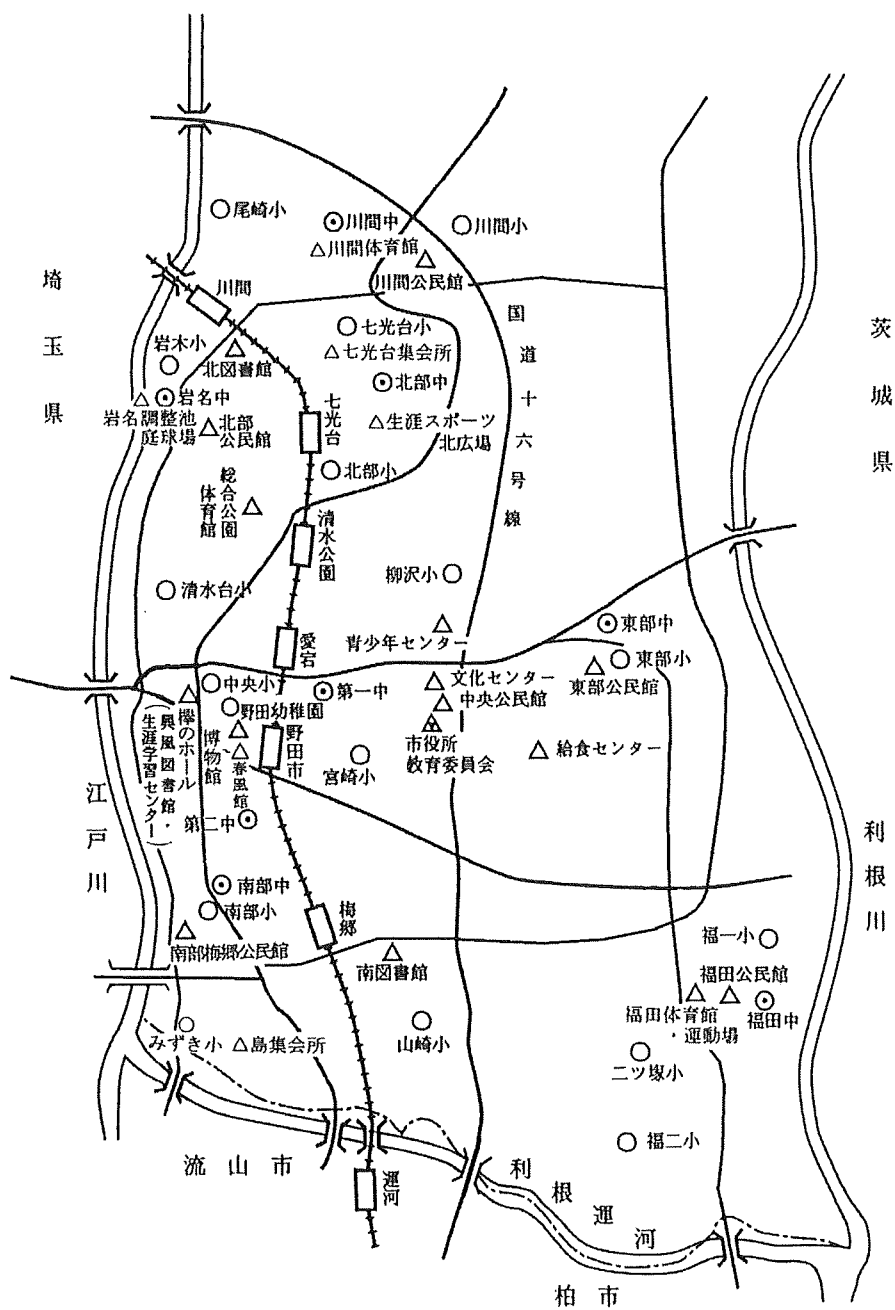 尾崎小
川間中
川間小
川間体育館
川間公民館
埼玉県
茨城県
川間
国道十六号線
七光台小
七光台集会所
岩木小
北図書館
北部中
岩名中
岩名調整池
庭球場
北部
公民館
七光台
生涯スポーツ
北広場
北部小
総合公園
体育館
清水公園
柳沢小
清水台小
青少年センター
東部中
愛宕
東部小
東部公民館
中央小
第一中
文化センター
中央公民館
野田幼稚園
欅のホール
(興風図書館・
生涯学習センター)
博物館
春風館
野田市
市役所
教育委員会
給食センター
宮崎小
江戸川
利根川
第二中
南部中
南部小
梅郷
南部梅郷公民館
南図書館
福一小
福田公民館
福田体育館
・運動場
福田中
みずき小
島集会所
山崎小
二ツ塚小
福二小
流山市
運河
利根運河
柏市